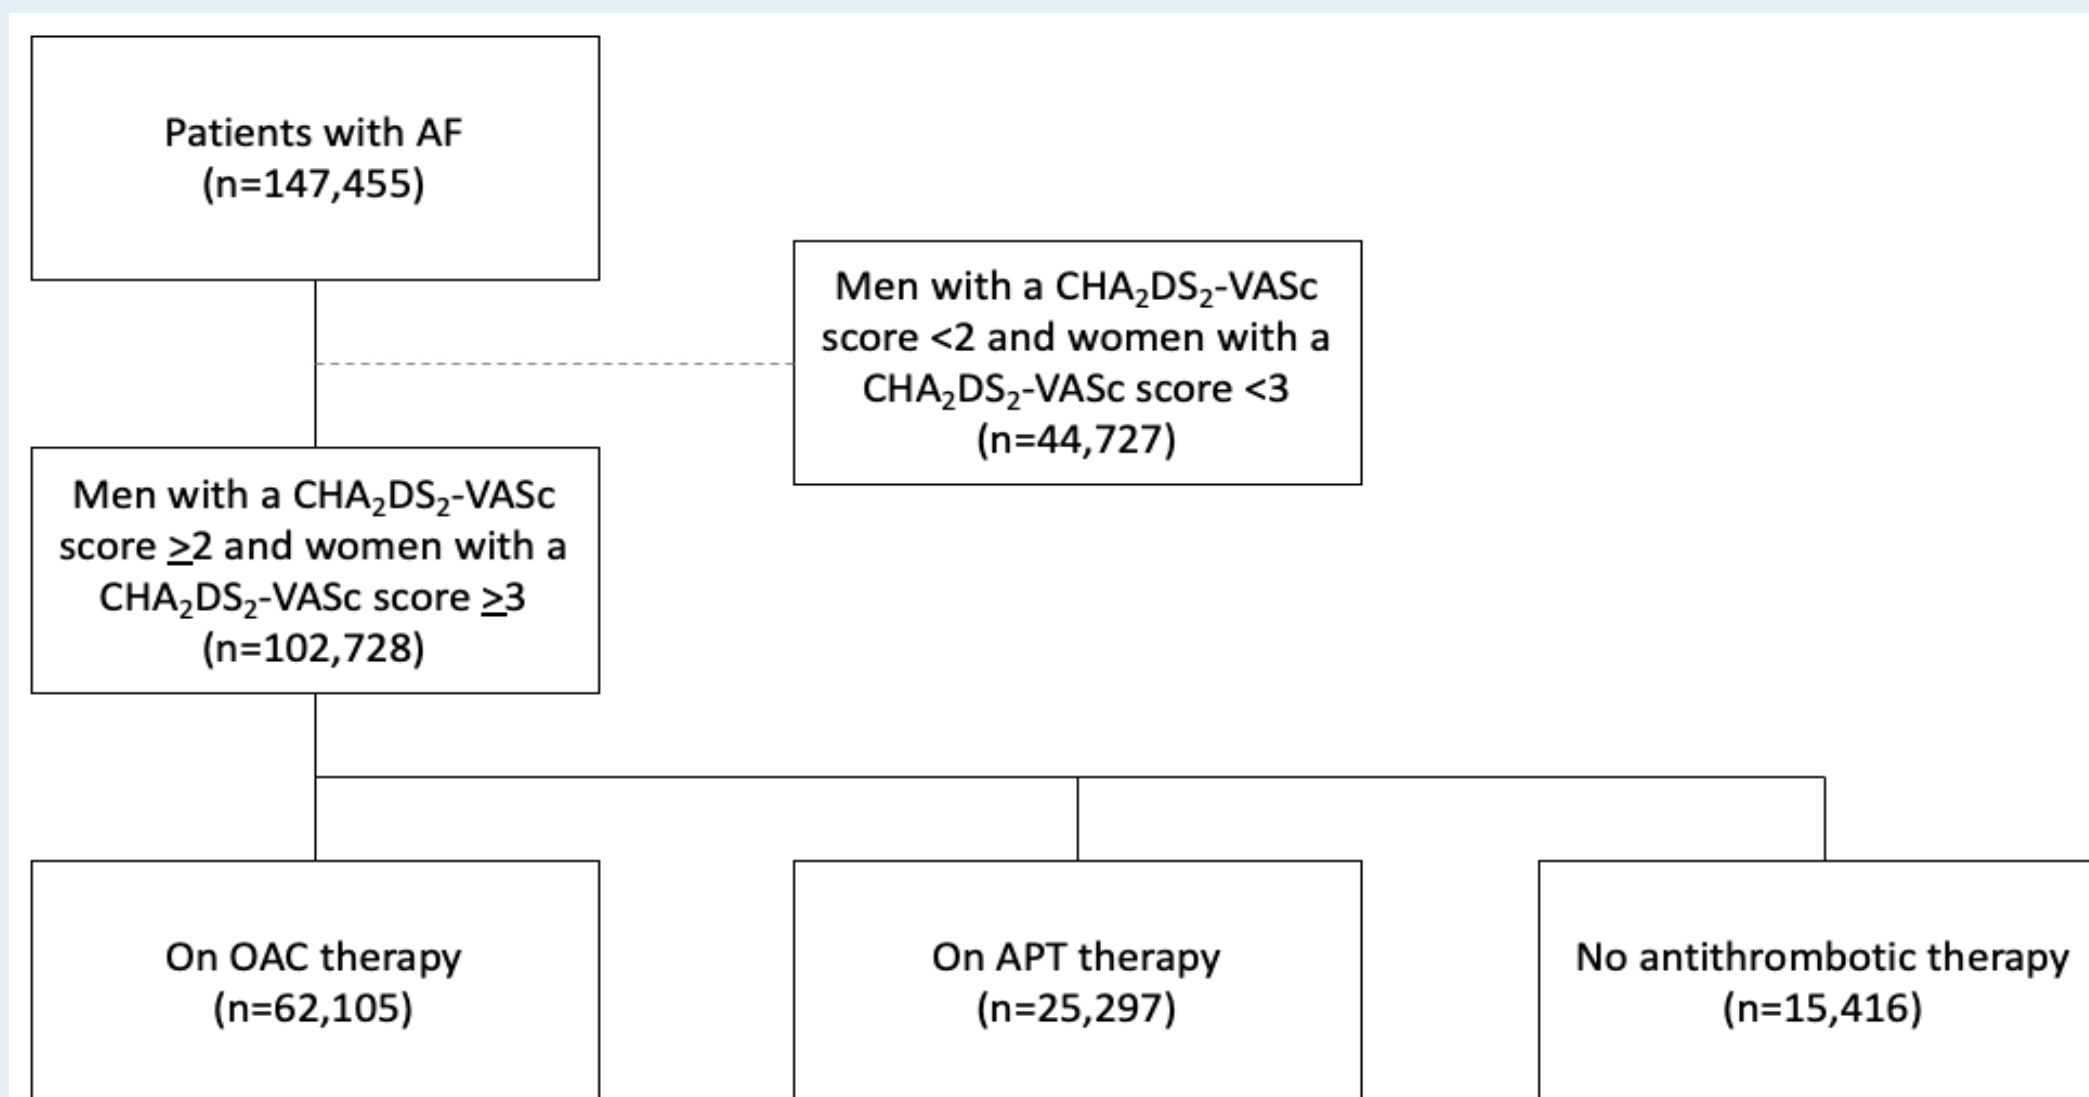 Patients with AF
(n=147,455)
Men with a CHA₂DS₂-VASc
score <2 and women with a
CHA₂DS₂-VASc score <3
(n=44,727)
Men with a CHA₂DS₂-VASc
score ≥2 and women with a
CHA₂DS₂-VASc score ≥3
(n=102,728)
On OAC therapy
(n=62,105)
On APT therapy
(n=25,297)
No antithrombotic therapy
(n=15,416)